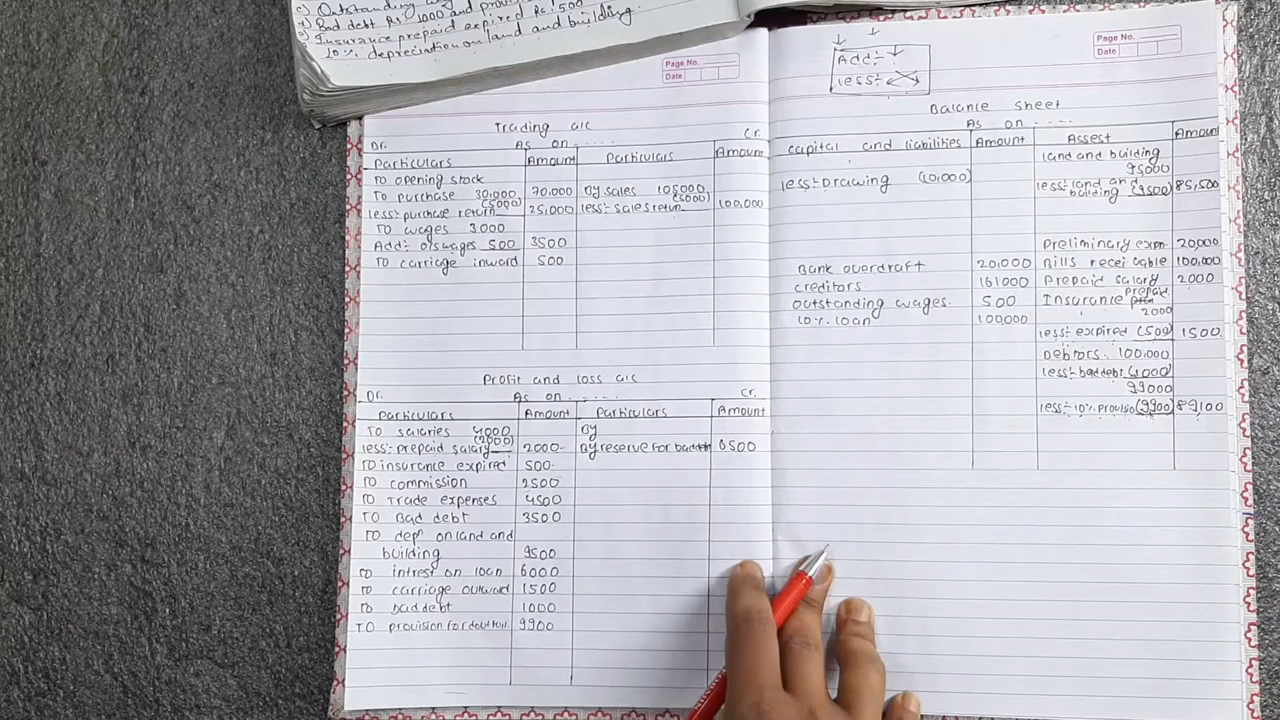 Outstanding
Bad debt Rs 1000 and provi
Insurance prepaid expired Rs 500
10% depreciation on land and building.
Page No.
Date
Trading a/c
Dr. As on ..... Cr.
Particulars Amount Particulars Amount
TO opening stock 70,000 By sales 105000
TO purchase 30,000 less:- sales return (5000) 100,000
less:- purchase return (5000) 25,000
TO wages 3000
Add:- o/s wages 500 3500
TO carriage inward 500
Profit and loss a/c
Dr. As on ..... Cr.
Particulars Amount Particulars Amount
TO salaries 4000 By
less:- prepaid salary (2000) 2000 By reserve for bad debt 6500
TO insurance expired 500
TO commission 2500
TO Trade expenses 4500
TO Bad debt 3500
TO depn on land and
building 9500
TO intrest on loan 6000
TO carriage outward 1500
TO bad debt 1000
TO provision for doubtful 9900
Add:-
less:-
Page No.
Date
Balance sheet
As on ....
capital and liabilities Amount Assest Amount
land and building
95000
less:- Drawing (10,000) less:- land and
building (9500) 85,500
Preliminary expn. 20,000
Bank overdraft 20,000 Bills receivable 100,000
creditors. 161000 Prepaid salary 2000
outstanding wages. 500 Insurance prepaid
10% loan 100,000 2000
less:- expired (500) 1500
Debtors. 100,000
less:- bad debt (1000)
99000
less:- 10% provision (9900) 89100